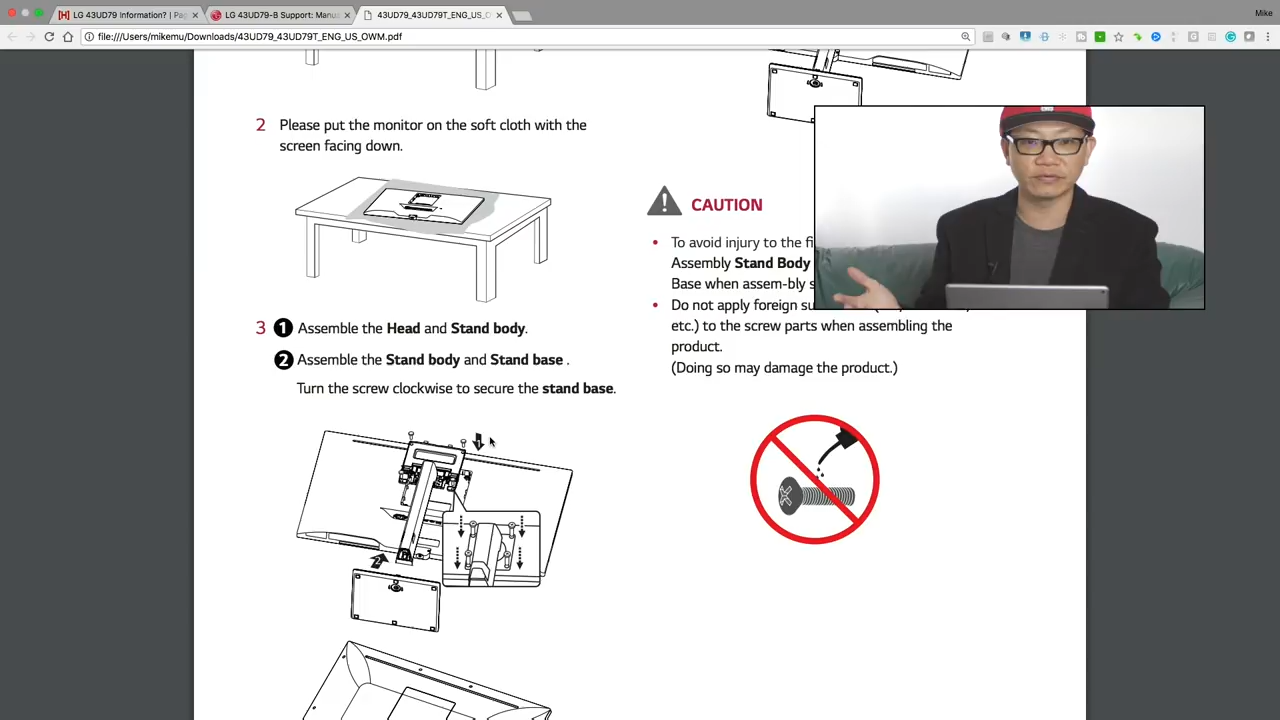 LG 43UD79 Information? | Pa
LG 43UD79-B Support: Manu
43UD79_43UD79T_ENG_US_O
Mike
file:///Users/mikemu/Downloads/43UD79_43UD79T_ENG_US_OWM.pdf
2 Please put the monitor on the soft cloth with the
screen facing down.
3 1 Assemble the Head and Stand body.
2 Assemble the Stand body and Stand base .
Turn the screw clockwise to secure the stand base.
CAUTION
• To avoid injury to the fi
Assembly Stand Body
Base when assem-bly s
• Do not apply foreign su
etc.) to the screw parts when assembling the
product.
(Doing so may damage the product.)